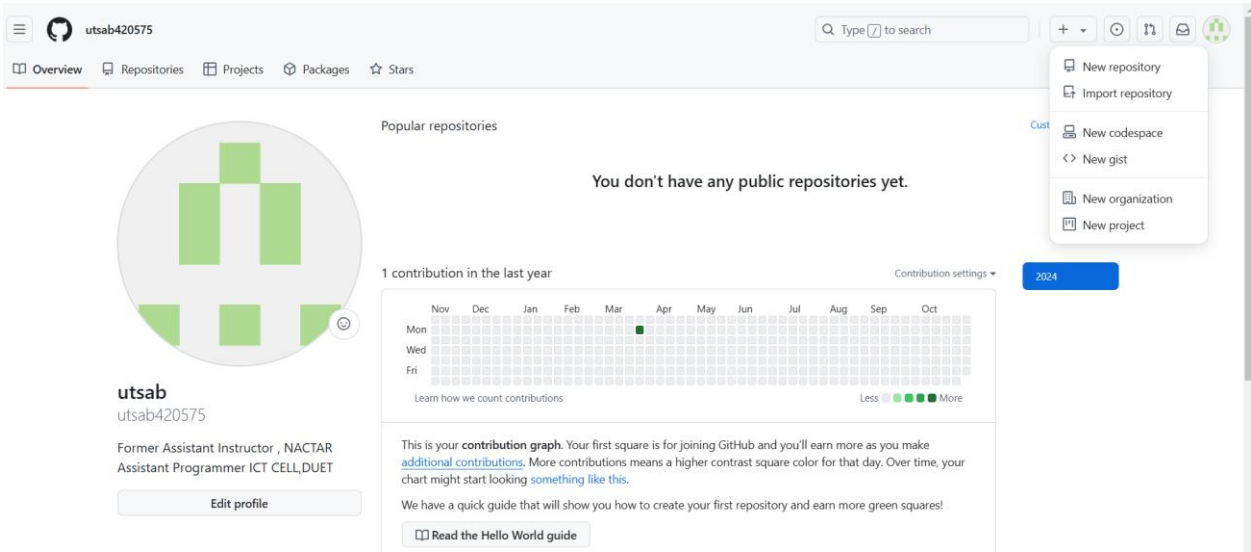 utsab420575
Type / to search
Overview
Repositories
Projects
Packages
Stars
New repository
Import repository
New codespace
New gist
New organization
New project
Popular repositories
Cust
You don't have any public repositories yet.
1 contribution in the last year
Contribution settings
2024
Nov Dec Jan Feb Mar Apr May Jun Jul Aug Sep Oct
Mon
Wed
Fri
Learn how we count contributions
Less More
utsab
utsab420575
Former Assistant Instructor , NACTAR
Assistant Programmer ICT CELL,DUET
Edit profile
This is your contribution graph. Your first square is for joining GitHub and you'll earn more as you make
additional contributions. More contributions means a higher contrast square color for that day. Over time, your
chart might start looking something like this.
We have a quick guide that will show you how to create your first repository and earn more green squares!
Read the Hello World guide